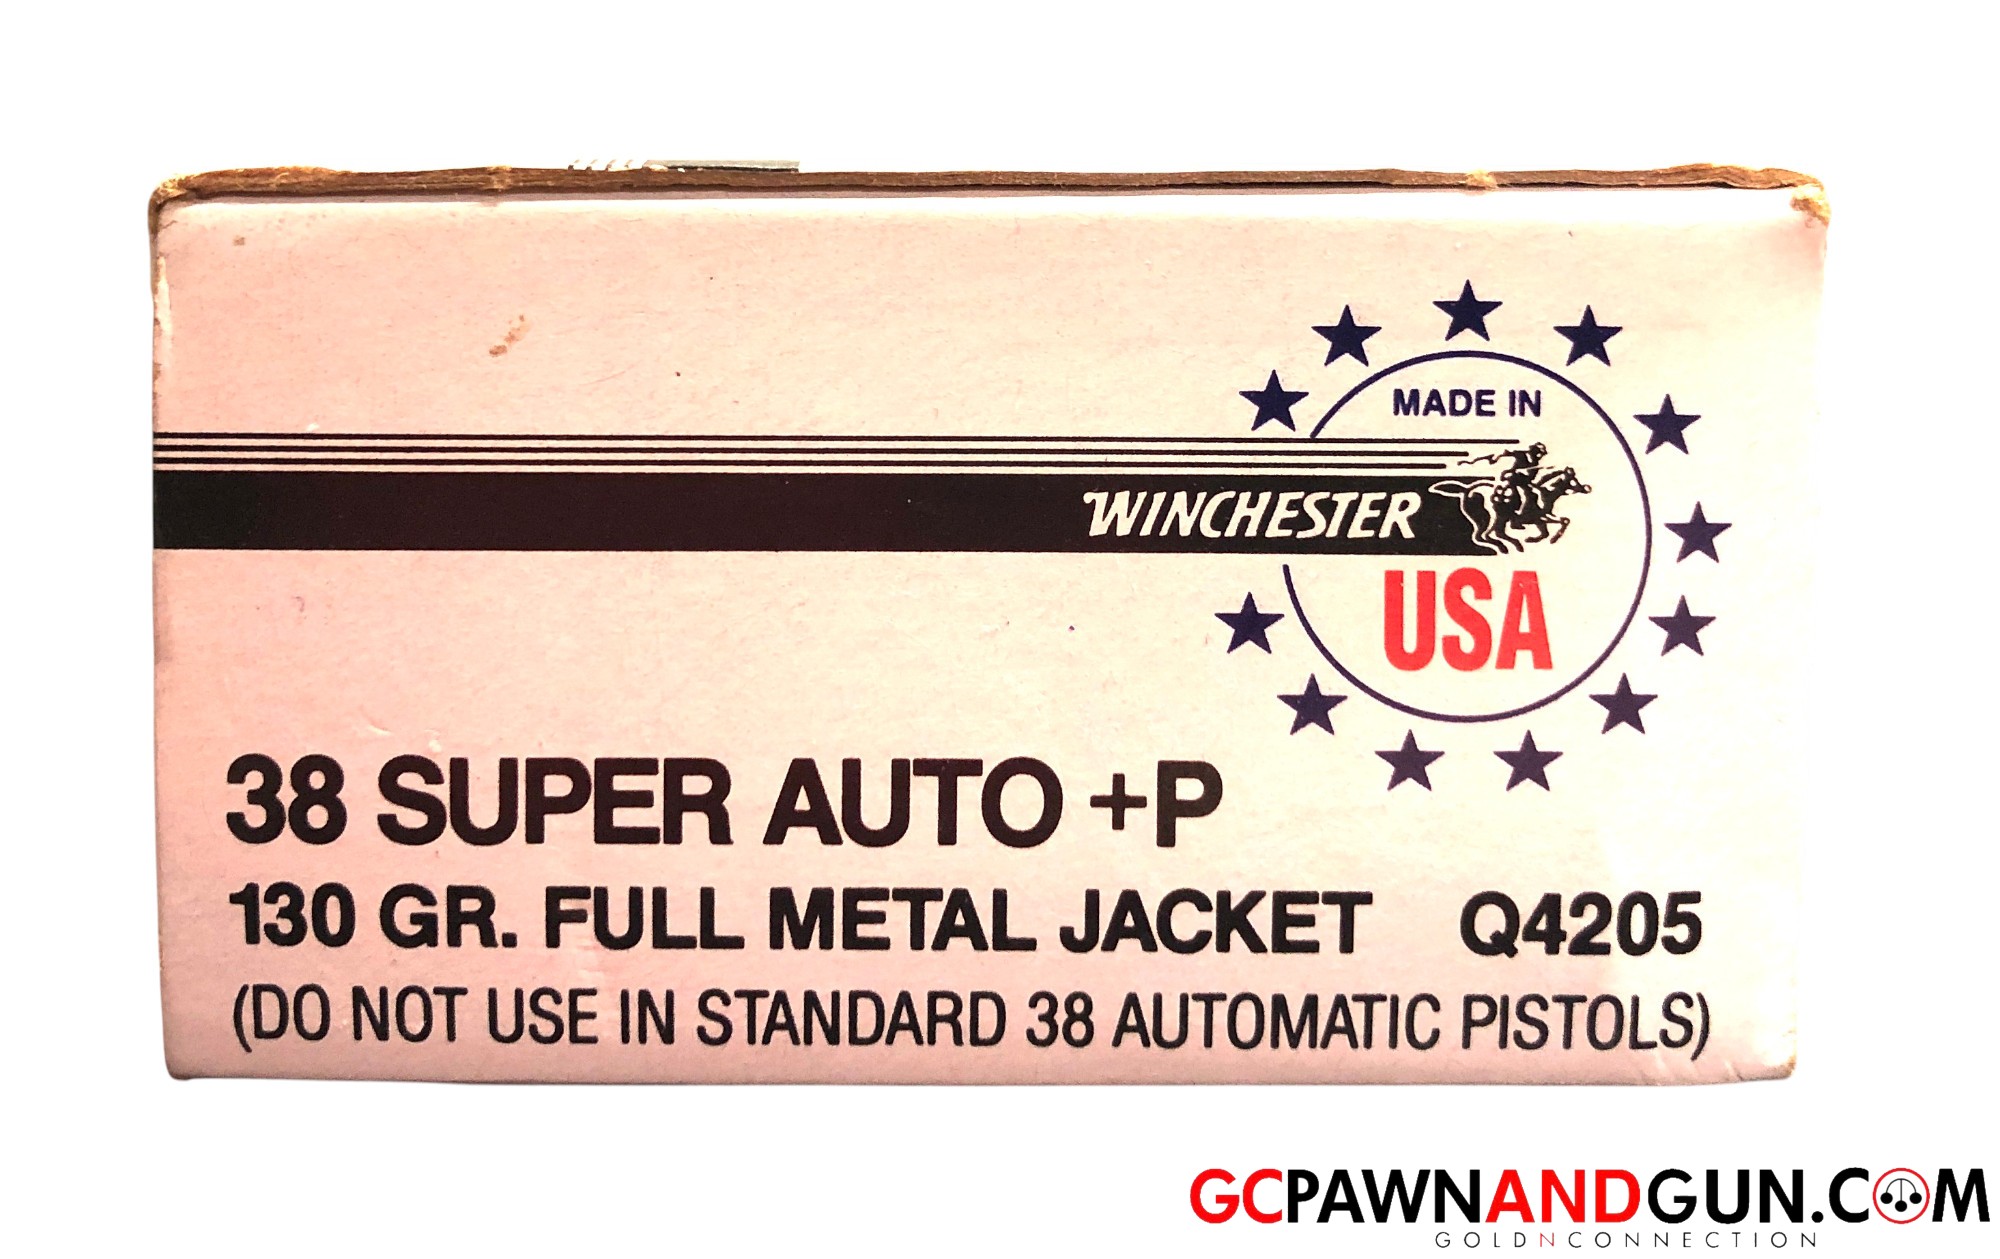 MADE IN
WINCHESTER
USA
38 SUPER AUTO +P
130 GR. FULL METAL JACKET Q4205
(DO NOT USE IN STANDARD 38 AUTOMATIC PISTOLS)
GCPAWNANDGUN.COM
GOLDNCONNECTION